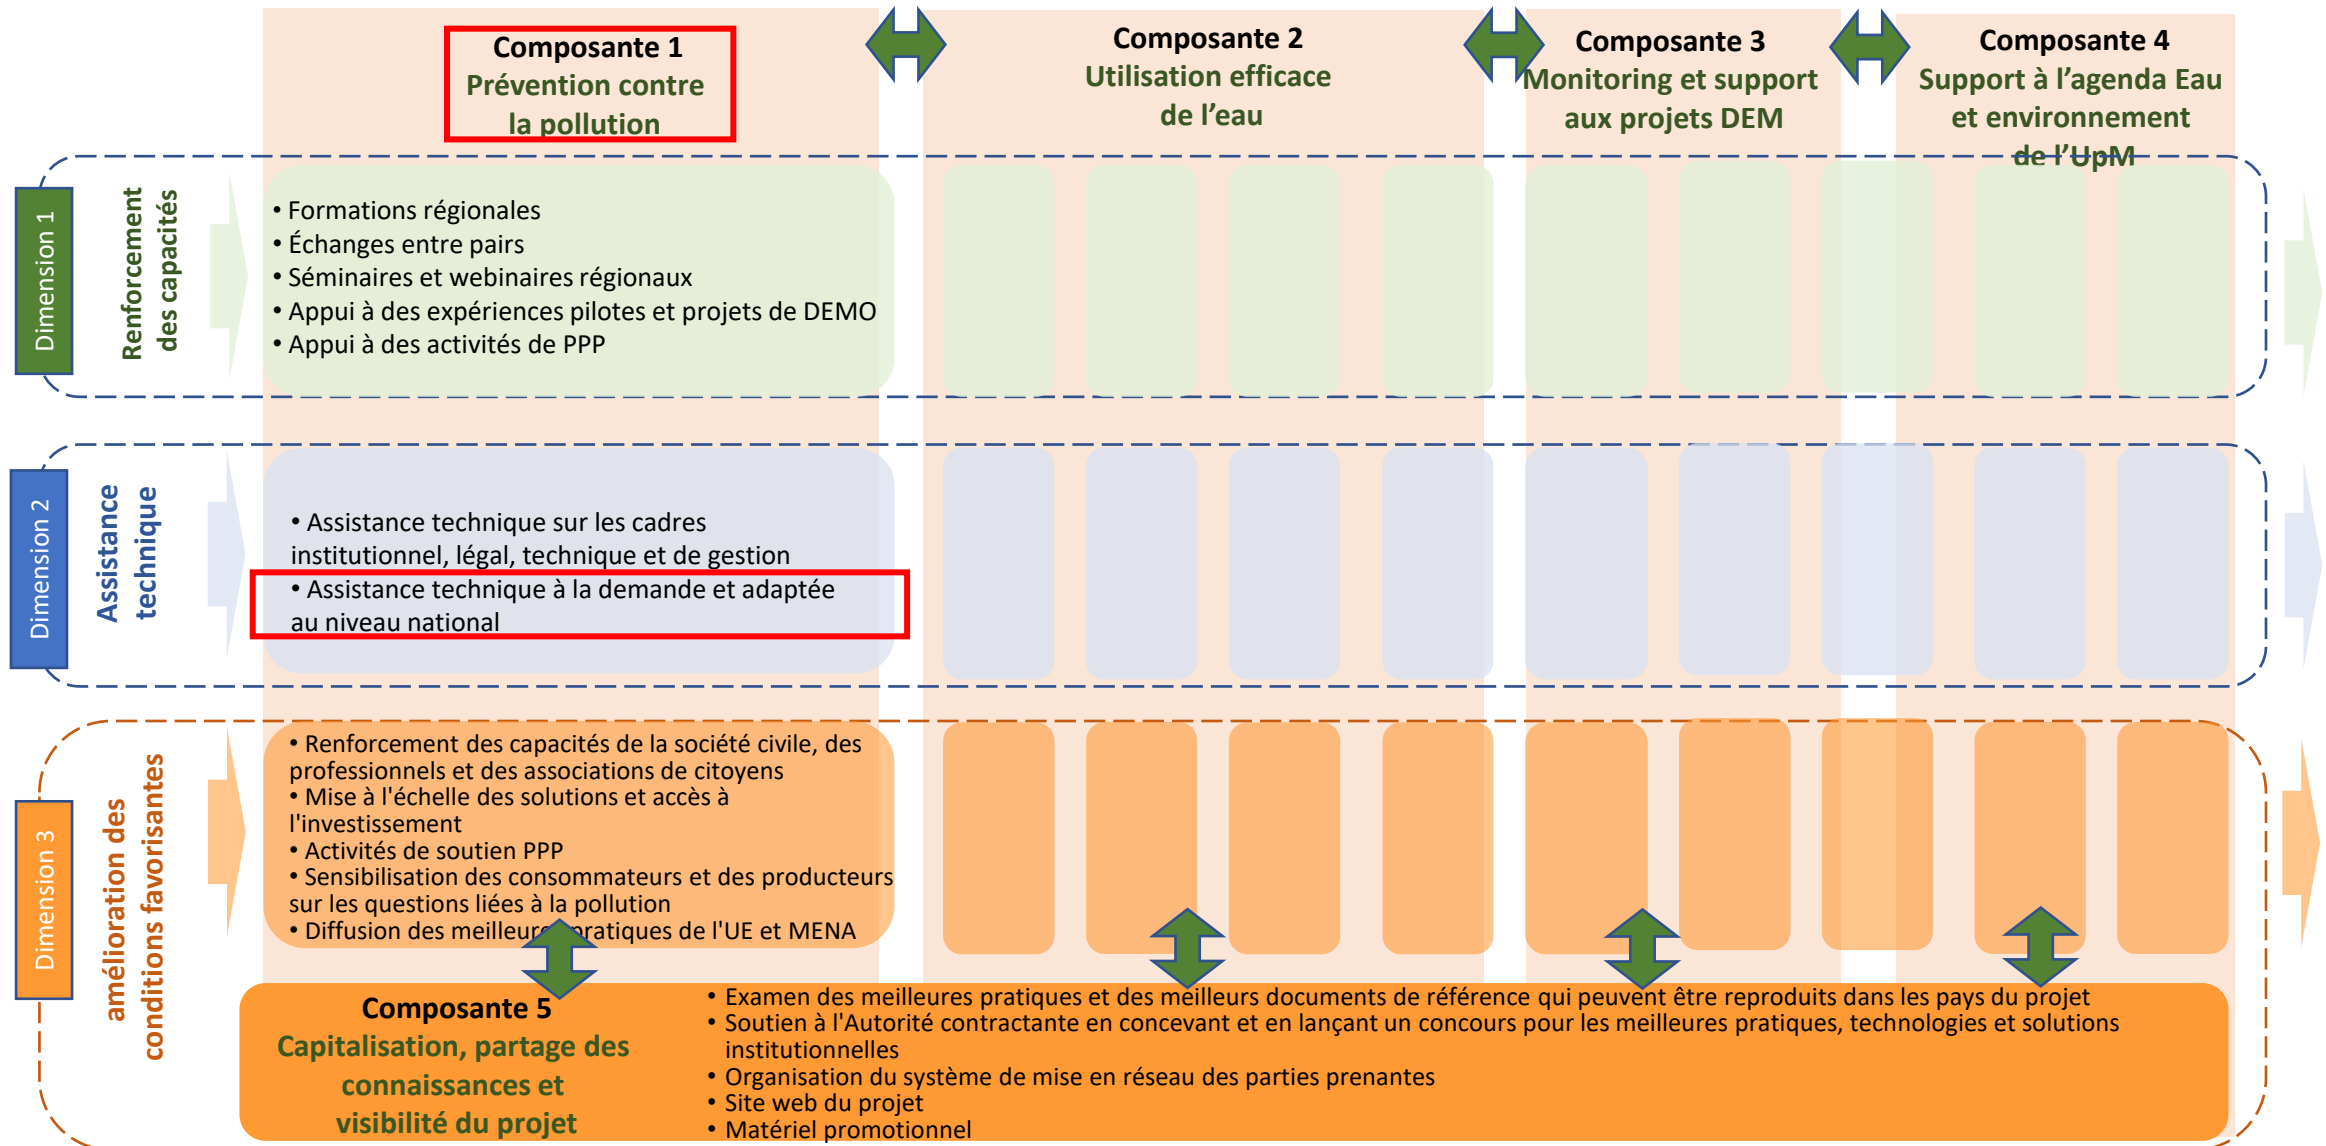 Composante 1
Prévention contre
la pollution
Composante 2
Utilisation efficace
de l'eau
Composante 3
Monitoring et support
aux projets DEM
Composante 4
Support à l'agenda Eau
et environnement
de l'UpM
Dimension 1
Renforcement
des capacités
• Formations régionales
• Échanges entre pairs
• Séminaires et webinaires régionaux
• Appui à des expériences pilotes et projets de DEMO
• Appui à des activités de PPP
Dimension 2
Assistance
technique
• Assistance technique sur les cadres
institutionnel, légal, technique et de gestion
• Assistance technique à la demande et adaptée
au niveau national
Dimension 3
amélioration des
conditions favorisantes
• Renforcement des capacités de la société civile, des
professionnels et des associations de citoyens
• Mise à l'échelle des solutions et accès à
l'investissement
• Activités de soutien PPP
• Sensibilisation des consommateurs et des producteurs
sur les questions liées à la pollution
• Diffusion des meilleures pratiques de l'UE et MENA
Composante 5
Capitalisation, partage des
connaissances et
visibilité du projet
• Examen des meilleures pratiques et des meilleurs documents de référence qui peuvent être reproduits dans les pays du projet
• Soutien à l'Autorité contractante en concevant et en lançant un concours pour les meilleures pratiques, technologies et solutions
institutionnelles
• Organisation du système de mise en réseau des parties prenantes
• Site web du projet
• Matériel promotionnel